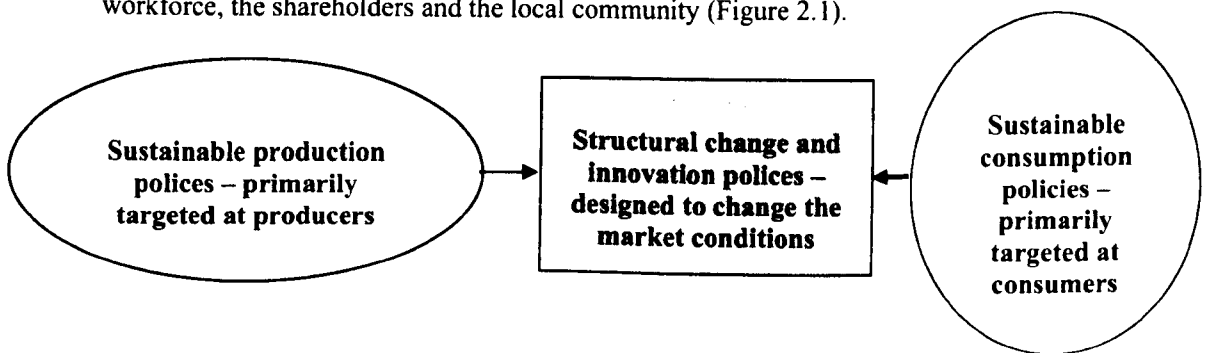 workforce, the shareholders and the local community (Figure 2.1).
Sustainable production
polices – primarily
targeted at producers
Structural change and
innovation polices –
designed to change the
market conditions
Sustainable
consumption
policies –
primarily
targeted at
consumers